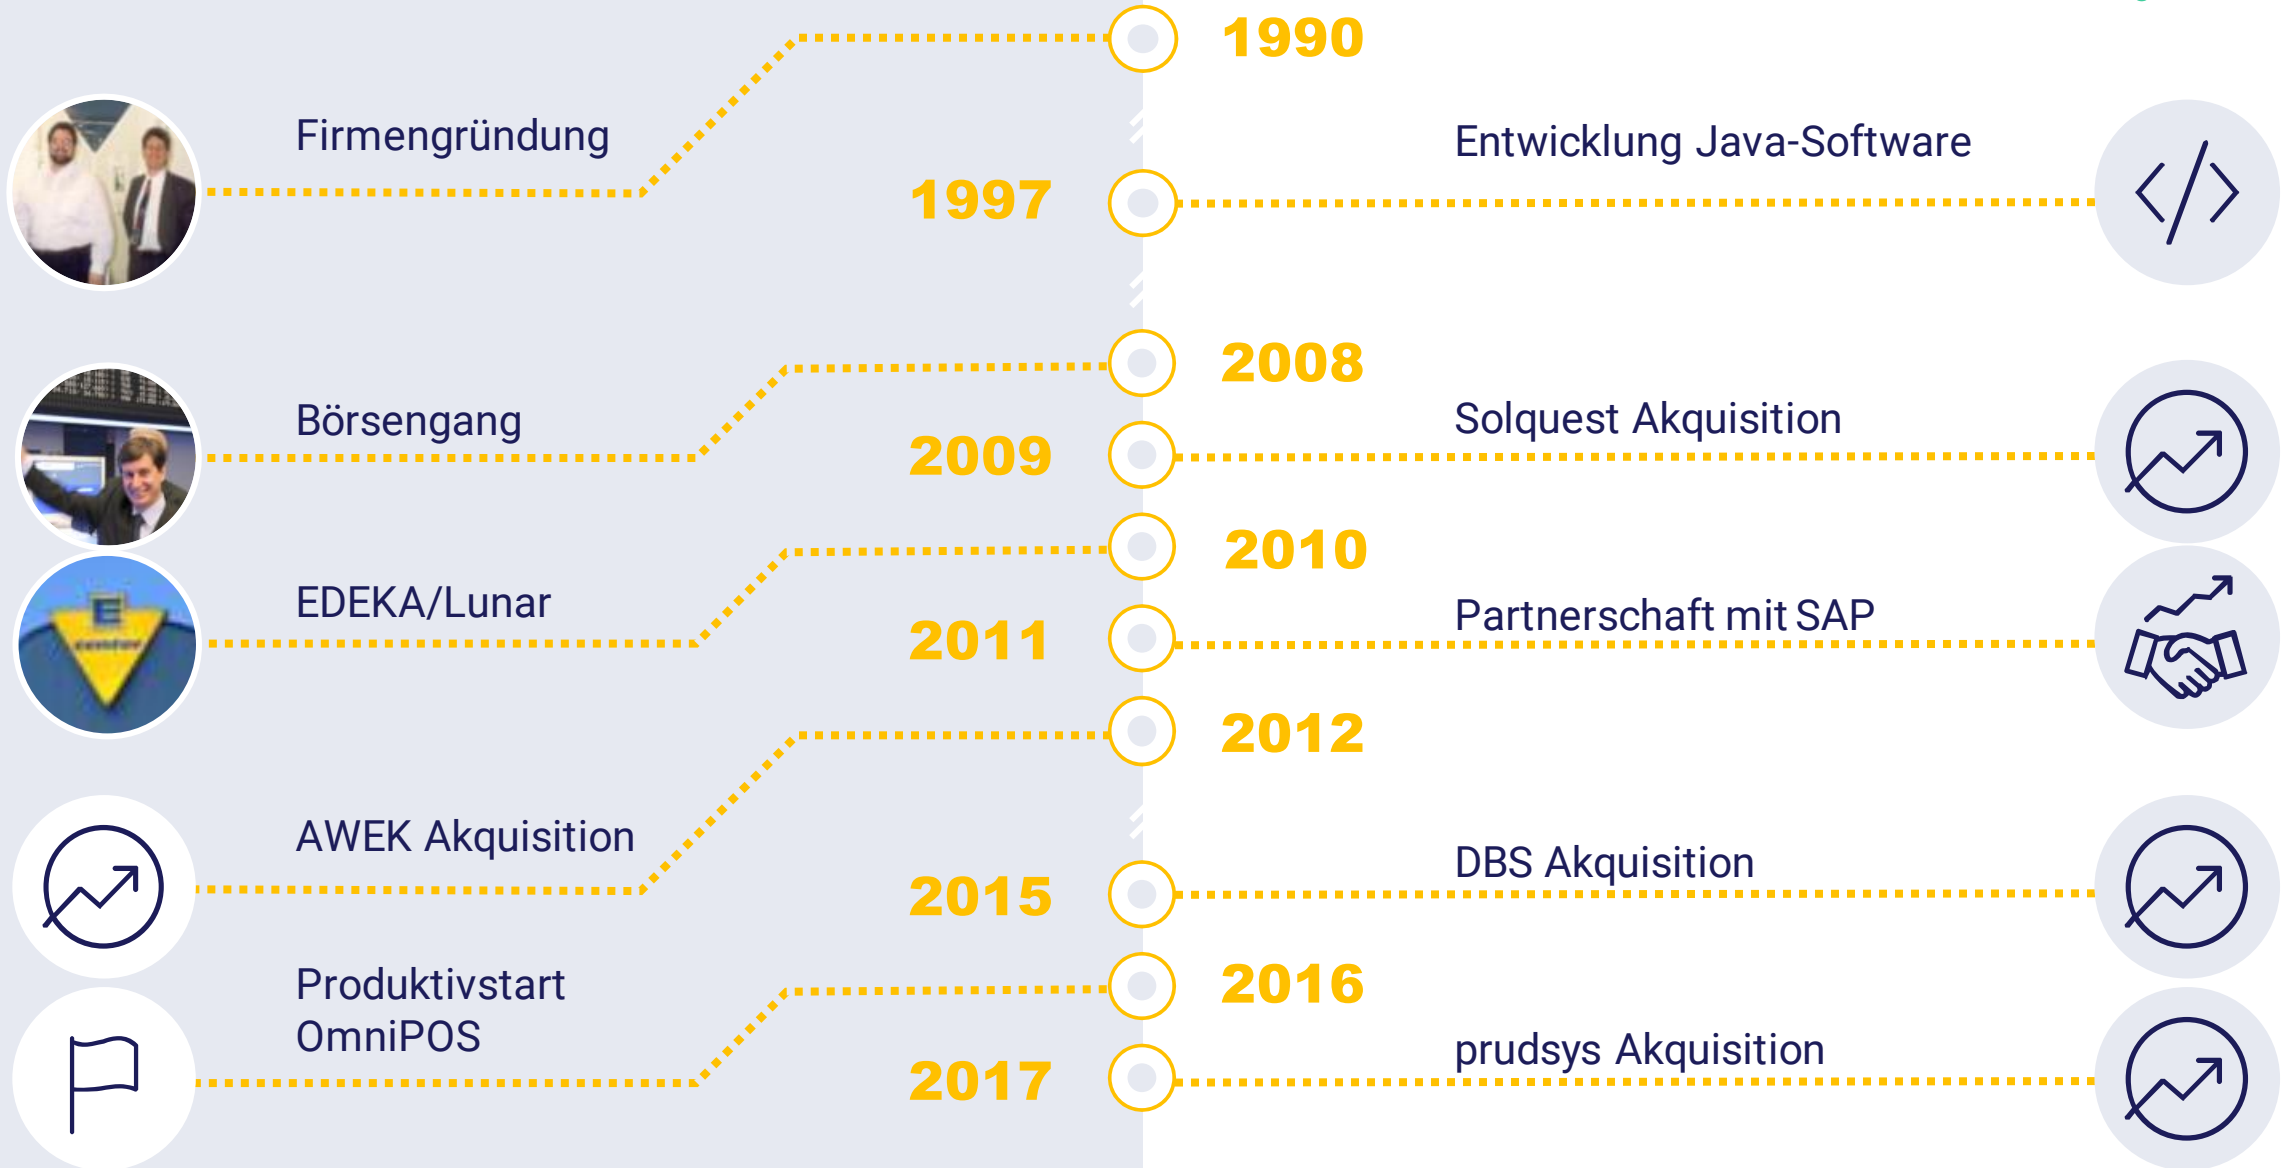 1990
Firmengründung
Entwicklung Java-Software
1997
2008
Börsengang
Solquest Akquisition
2009
2010
EDEKA/Lunar
Partnerschaft mit SAP
2011
2012
AWEK Akquisition
DBS Akquisition
2015
Produktivstart
OmniPOS
2016
prudsys Akquisition
2017
E